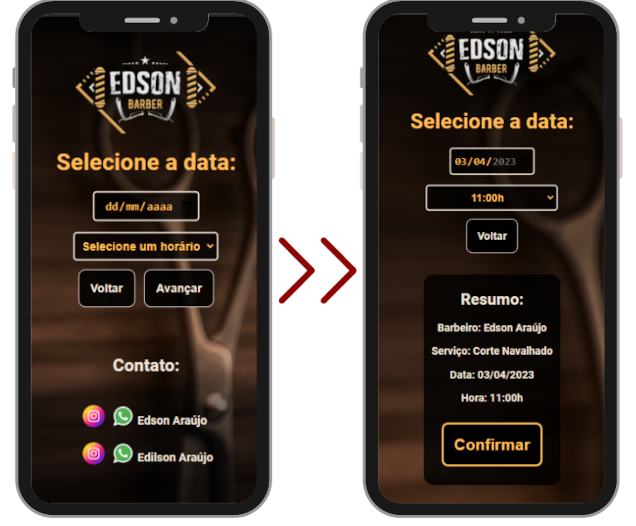 EDSON
BARBER
Selecione a data:
dd/mm/aaaa
Selecione um horário
Voltar
Avançar
Contato:
Edson Araújo
Edilson Araújo
EDSON
BARBER
Selecione a data:
03/04/2023
11:00h
Voltar
Resumo:
Barbeiro: Edson Araújo
Serviço: Corte Navalhado
Data: 03/04/2023
Hora: 11:00h
Confirmar